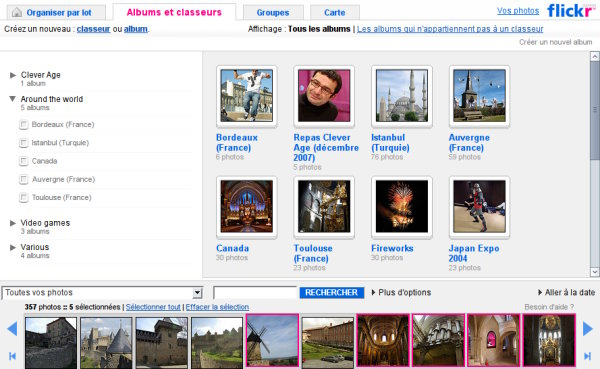 Organiser par lot
Albums et classeurs
Groupes
Carte
Vos photos
flickr
Créez un nouveau : classeur ou album.
Affichage : Tous les albums | Les albums qui n'appartiennent pas à un classeur
Créer un nouvel album
Clever Age
1 album
Around the world
5 albums
Bordeaux (France)
Istanbul (Turquie)
Canada
Auvergne (France)
Toulouse (France)
Video games
3 albums
Various
4 albums
Bordeaux
(France)
6 photos
Repas Clever
Age (décembre
2007)
5 photos
Istanbul
(Turquie)
76 photos
Auvergne
(France)
59 photos
Canada
30 photos
Toulouse
(France)
23 photos
Fireworks
30 photos
Japan Expo
2004
23 photos
Toutes vos photos
RECHERCHER
Plus d'options
Aller à la date
357 photos :: 5 sélectionnées | Sélectionner tout | Effacer la sélection
Besoin d'aide ?